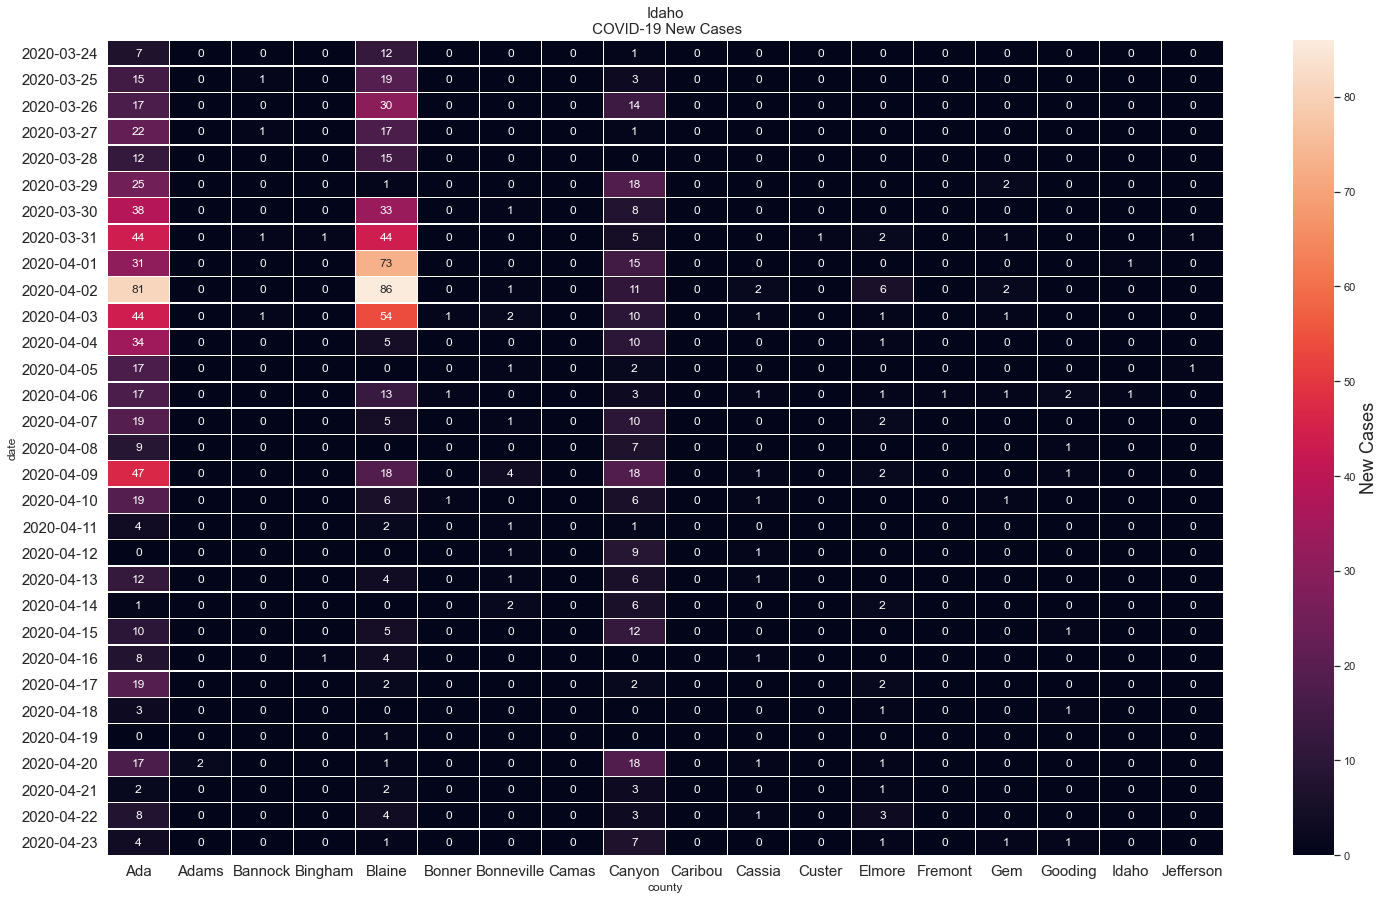 Idaho
COVID-19 New Cases
2020-03-24 7 0 0 0 12 0 0 0 1 0 0 0 0 0 0 0 0 0
2020-03-25 15 0 1 0 19 0 0 0 3 0 0 0 0 0 0 0 0 0
2020-03-26 17 0 0 0 30 0 0 0 14 0 0 0 0 0 0 0 0 0
2020-03-27 22 0 1 0 17 0 0 0 1 0 0 0 0 0 0 0 0 0
2020-03-28 12 0 0 0 15 0 0 0 0 0 0 0 0 0 0 0 0 0
2020-03-29 25 0 0 0 1 0 0 0 18 0 0 0 0 0 2 0 0 0
2020-03-30 38 0 0 0 33 0 1 0 8 0 0 0 0 0 0 0 0 0
2020-03-31 44 0 1 1 44 0 0 0 5 0 0 1 2 0 1 0 0 1
2020-04-01 31 0 0 0 73 0 0 0 15 0 0 0 0 0 0 0 1 0
2020-04-02 81 0 0 0 86 0 1 0 11 0 2 0 6 0 2 0 0 0
2020-04-03 44 0 1 0 54 1 2 0 10 0 1 0 1 0 1 0 0 0
2020-04-04 34 0 0 0 5 0 0 0 10 0 0 0 1 0 0 0 0 0
2020-04-05 17 0 0 0 0 0 1 0 2 0 0 0 0 0 0 0 0 1
2020-04-06 17 0 0 0 13 1 0 0 3 0 1 0 1 1 1 2 1 0
2020-04-07 19 0 0 0 5 0 1 0 10 0 0 0 2 0 0 0 0 0
2020-04-08 9 0 0 0 0 0 0 0 7 0 0 0 0 0 0 1 0 0
2020-04-09 47 0 0 0 18 0 4 0 18 0 1 0 2 0 0 1 0 0
2020-04-10 19 0 0 0 6 1 0 0 6 0 1 0 0 0 1 0 0 0
2020-04-11 4 0 0 0 2 0 1 0 1 0 0 0 0 0 0 0 0 0
2020-04-12 0 0 0 0 0 0 1 0 9 0 1 0 0 0 0 0 0 0
2020-04-13 12 0 0 0 4 0 1 0 6 0 1 0 0 0 0 0 0 0
2020-04-14 1 0 0 0 0 0 2 0 6 0 0 0 2 0 0 0 0 0
2020-04-15 10 0 0 0 5 0 0 0 12 0 0 0 0 0 0 1 0 0
2020-04-16 8 0 0 1 4 0 0 0 0 0 1 0 0 0 0 0 0 0
2020-04-17 19 0 0 0 2 0 0 0 2 0 0 0 2 0 0 0 0 0
2020-04-18 3 0 0 0 0 0 0 0 0 0 0 0 1 0 0 1 0 0
2020-04-19 0 0 0 0 1 0 0 0 0 0 0 0 0 0 0 0 0 0
2020-04-20 17 2 0 0 1 0 0 0 18 0 1 0 1 0 0 0 0 0
2020-04-21 2 0 0 0 2 0 0 0 3 0 0 0 1 0 0 0 0 0
2020-04-22 8 0 0 0 4 0 0 0 3 0 1 0 3 0 0 0 0 0
2020-04-23 4 0 0 0 1 0 0 0 7 0 0 0 1 0 1 1 0 0
Ada Adams Bannock Bingham Blaine Bonner Bonneville Camas Canyon Caribou Cassia Custer Elmore Fremont Gem Gooding Idaho Jefferson
county
date
80
70
60
50
40
30
20
10
0
New Cases